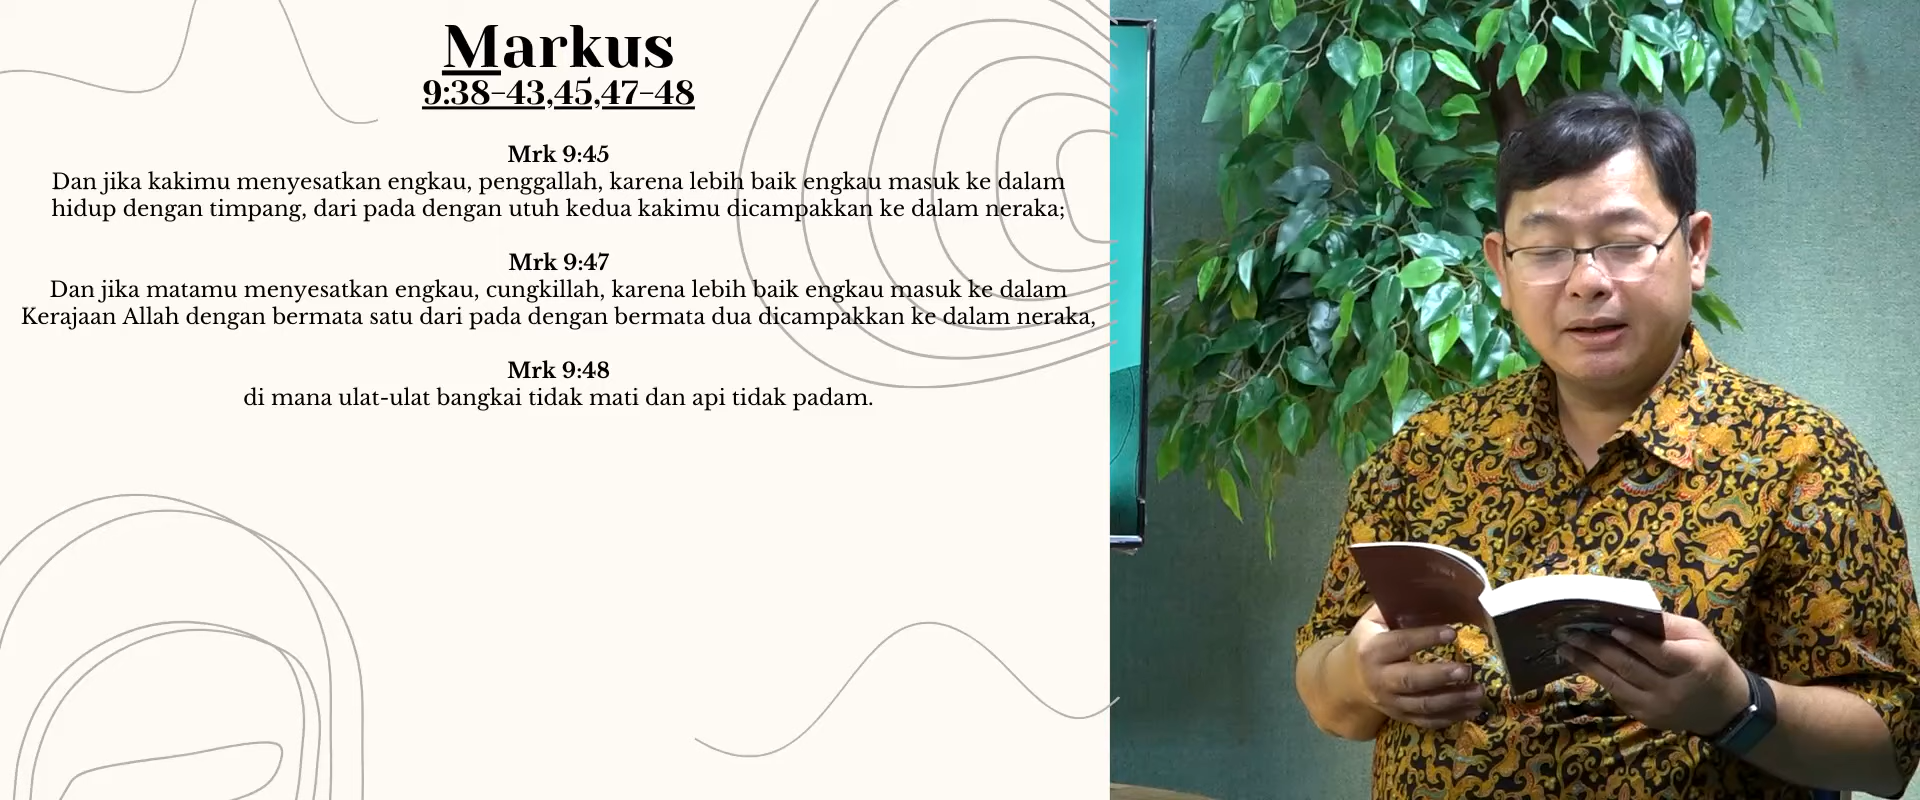 Markus
9:38-43,45,47-48
Mrk 9:45
Dan jika kakimu menyesatkan engkau, penggallah, karena lebih baik engkau masuk ke dalam
hidup dengan timpang, dari pada dengan utuh kedua kakimu dicampakkan ke dalam neraka;
Mrk 9:47
Dan jika matamu menyesatkan engkau, cungkillah, karena lebih baik engkau masuk ke dalam
Kerajaan Allah dengan bermata satu dari pada dengan bermata dua dicampakkan ke dalam neraka,
Mrk 9:48
di mana ulat-ulat bangkai tidak mati dan api tidak padam.